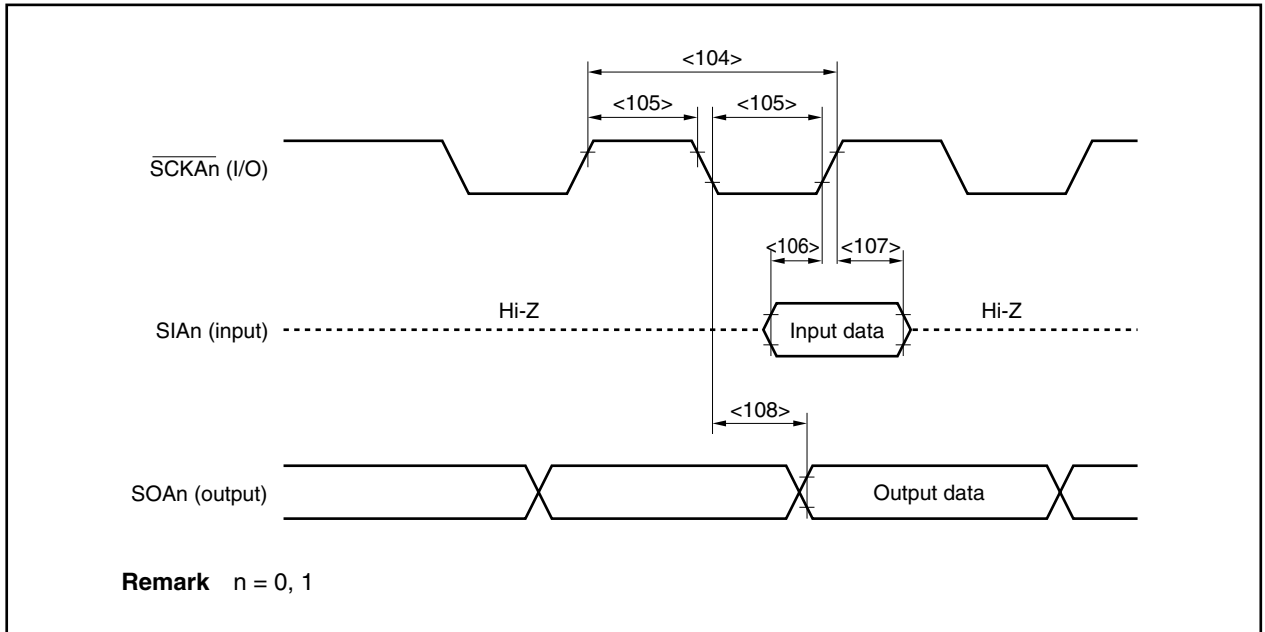 <104>
<105> <105>
SCKAn (I/O)
<106> <107>
Hi-Z Hi-Z
SIAn (input) Input data
<108>
SOAn (output) Output data
Remark n = 0, 1